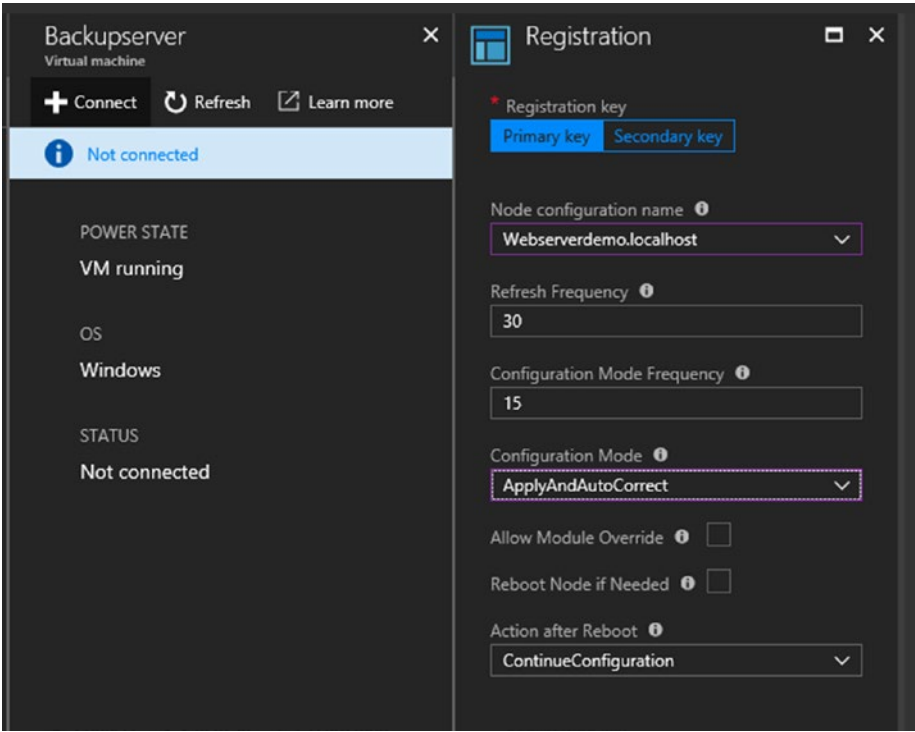 Backupserver
Virtual machine
Connect Refresh Learn more
Not connected
POWER STATE
VM running
OS
Windows
STATUS
Not connected
Registration
* Registration key
Primary key Secondary key
Node configuration name
Webserverdemo.localhost
Refresh Frequency
30
Configuration Mode Frequency
15
Configuration Mode
ApplyAndAutoCorrect
Allow Module Override
Reboot Node if Needed
Action after Reboot
ContinueConfiguration